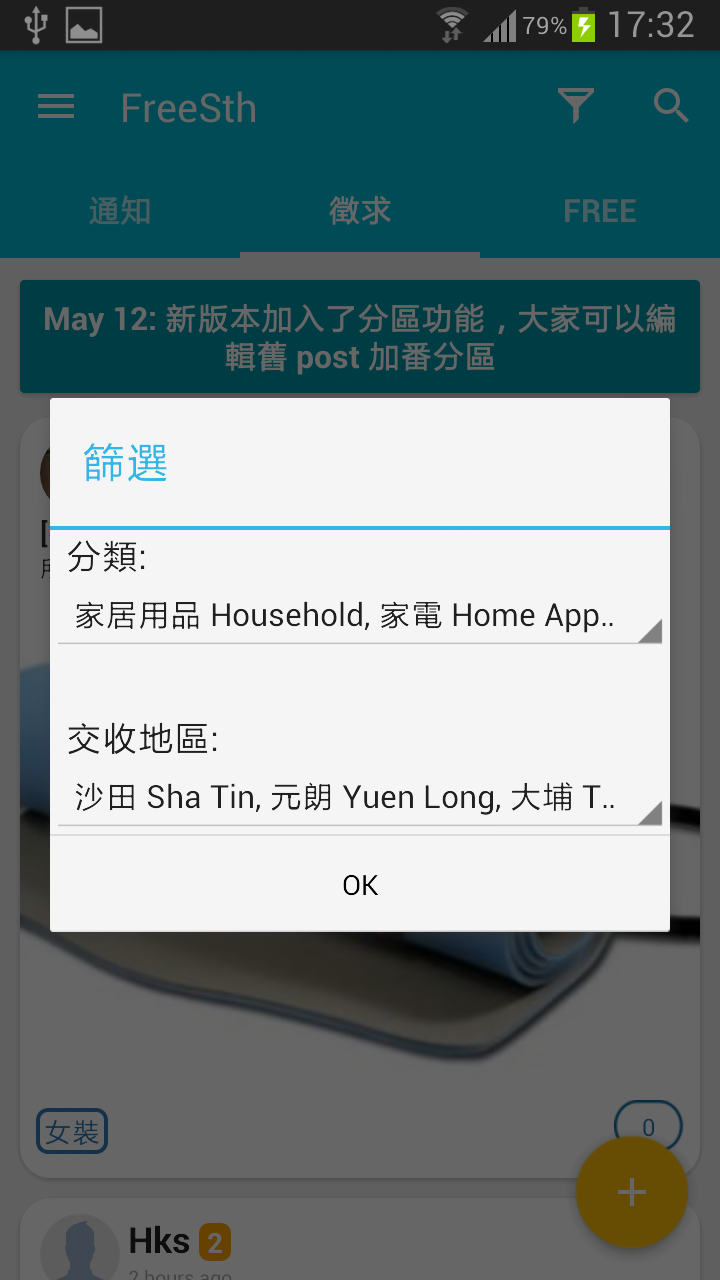 79% 17:32
FreeSth
通知 徵求 FREE
May 12: 新版本加入了分區功能，大家可以編
輯舊 post 加番分區
篩選
[
分類:
家居用品 Household, 家電 Home App..
交收地區:
沙田 Sha Tin, 元朗 Yuen Long, 大埔 T..
OK
女裝
0
+
Hks 2
2 hours ago